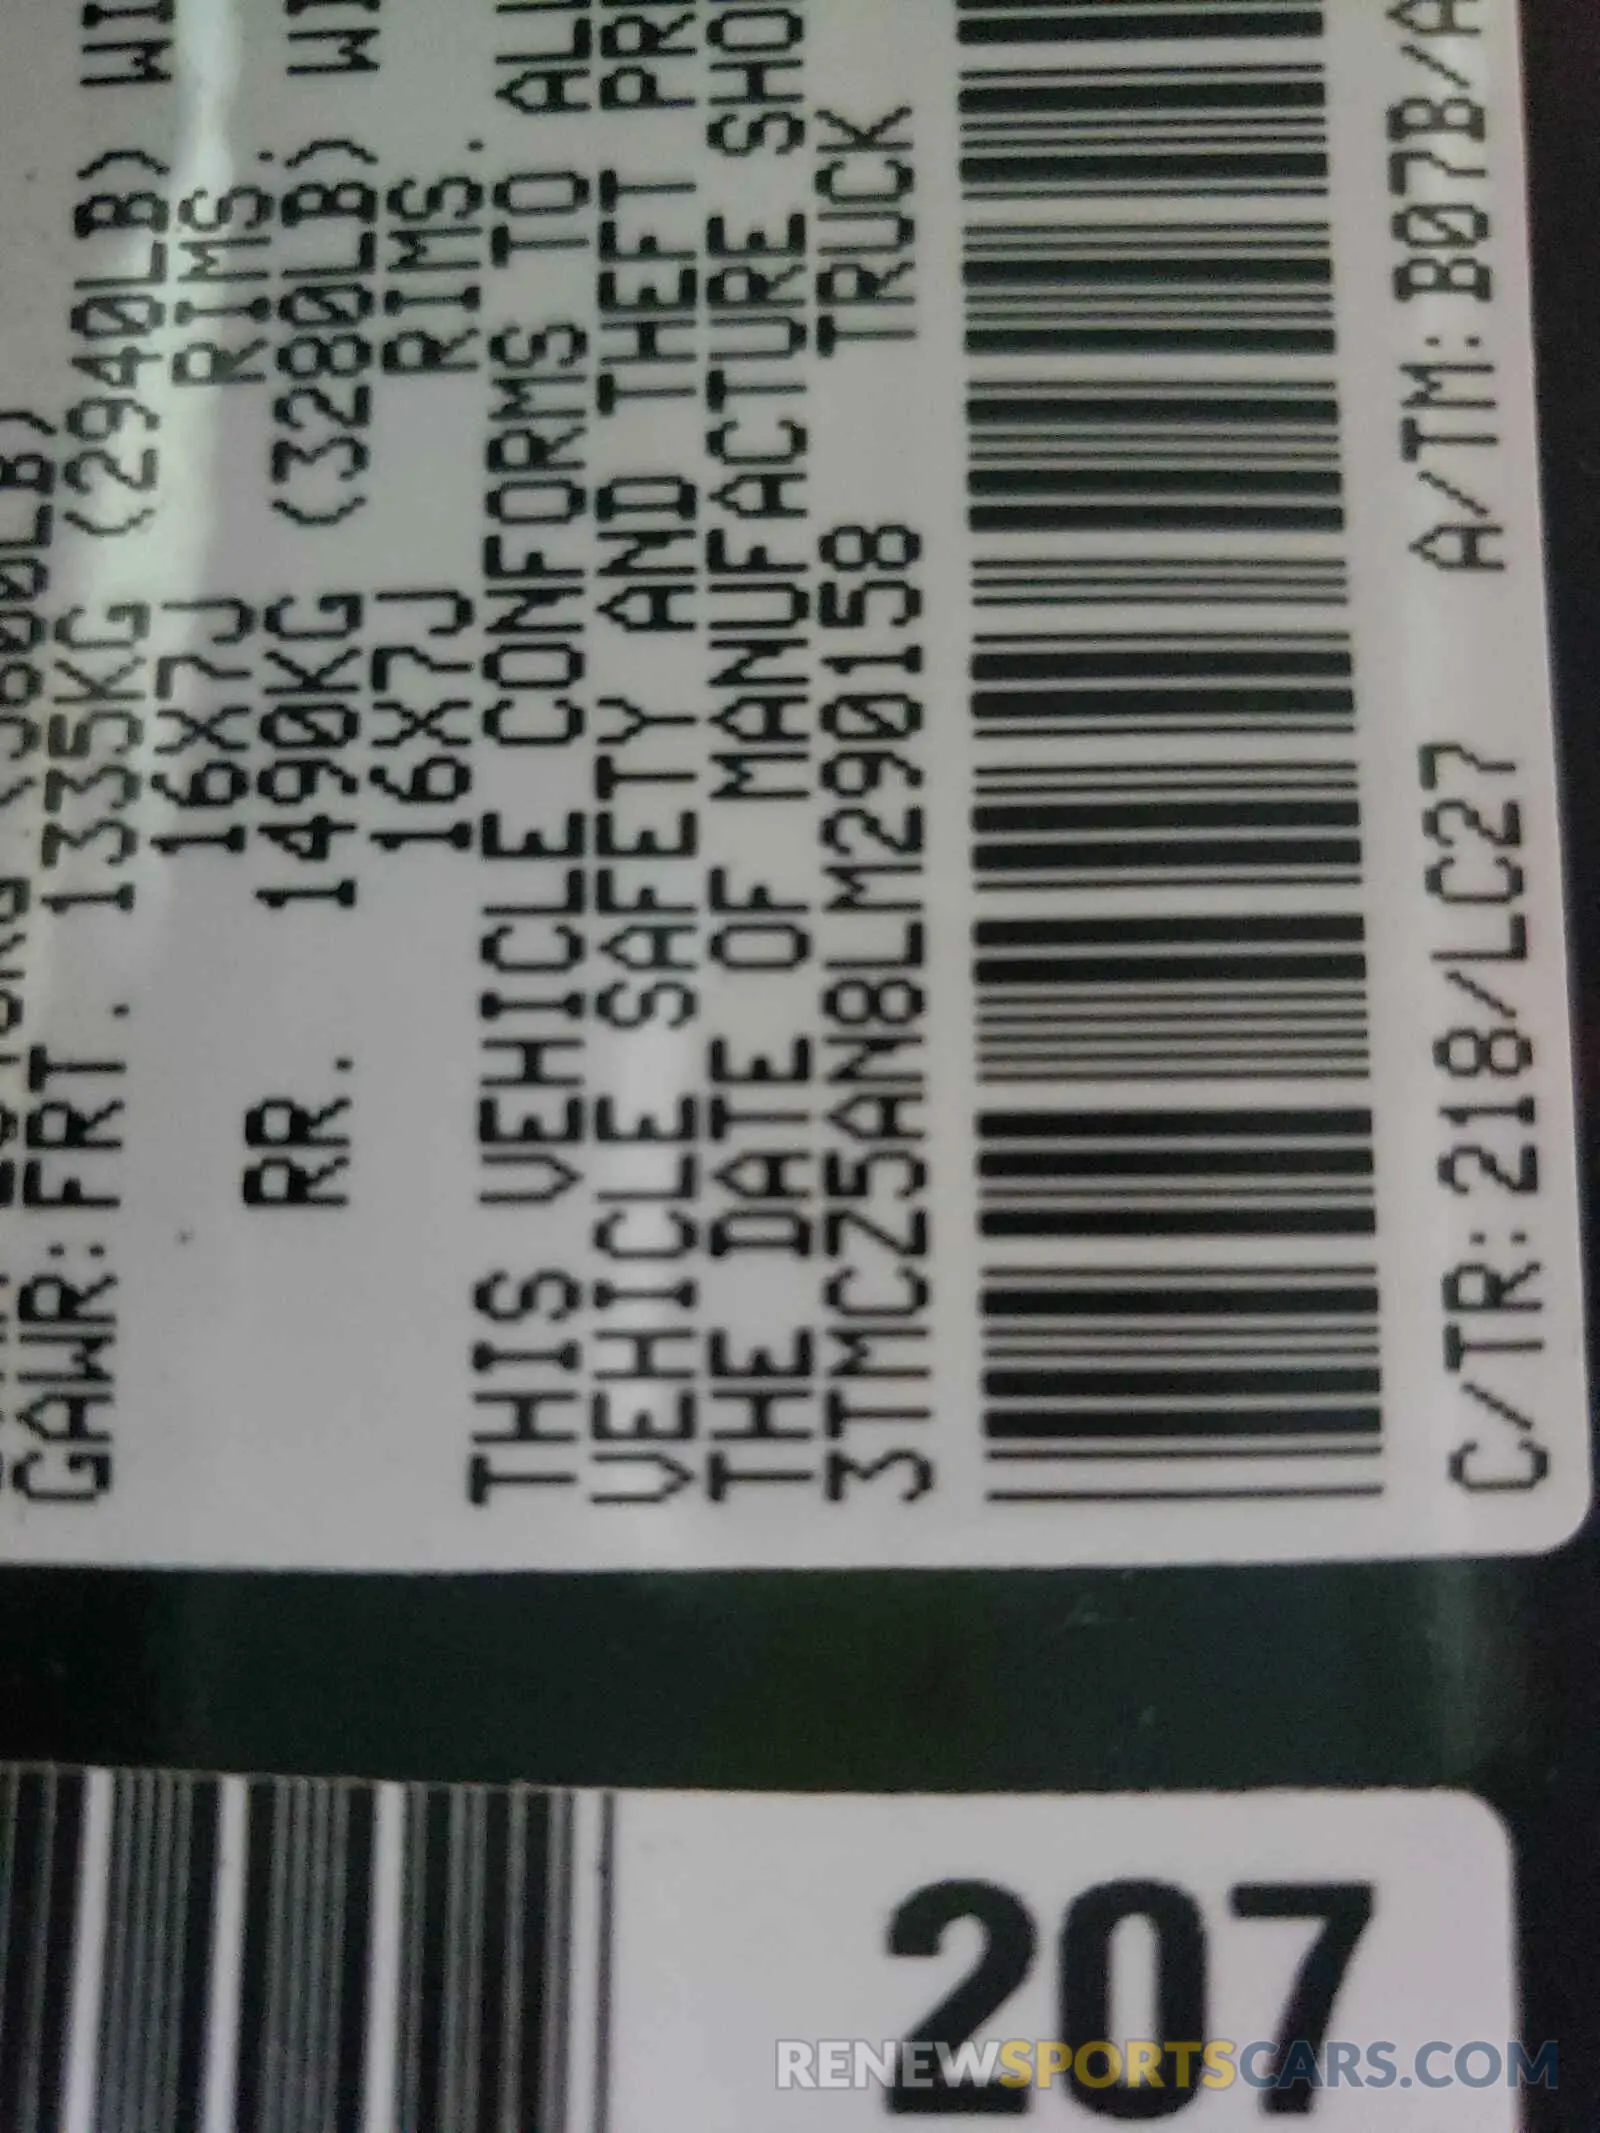 GAWR: FRT. 1335KG (2940LB) WI
16X7J RIMS.
RR. 1490KG (3280LB) WI
16X7J RIMS.
THIS VEHICLE CONFORMS TO AL
VEHICLE SAFETY AND THEFT PR
THE DATE OF MANUFACTURE SHO
3TMCZ5AN8LM290158 TRUCK
C/TR: 218/LC27 A/TM: B07B/A
207
RENEWSPORTSCARS.COM